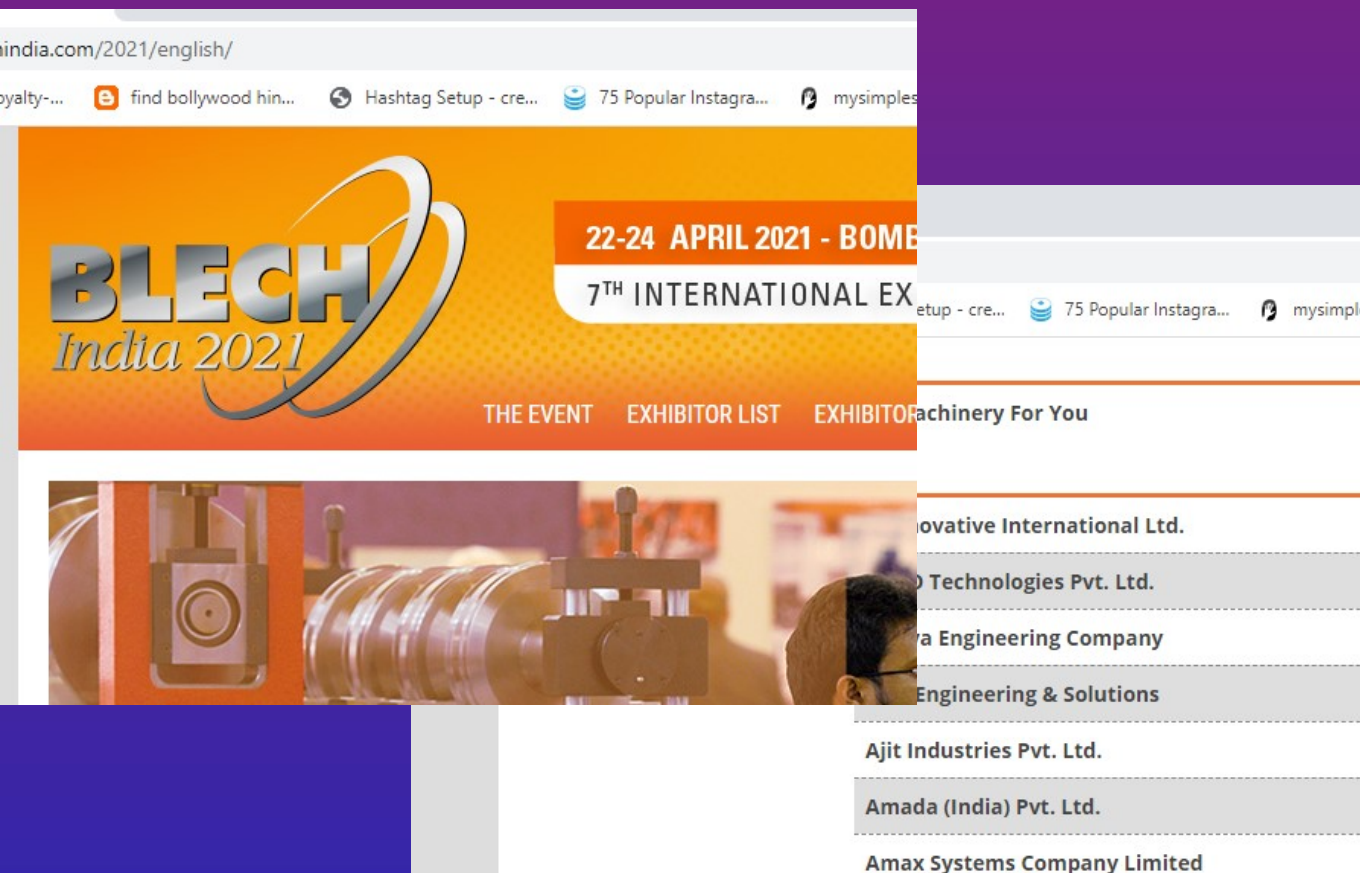 india.com/2021/english/
find bollywood hin...
Hashtag Setup - cre...
75 Popular Instagra...
mysimples
BLECH
India 2021
22-24 APRIL 2021 - BOMB
7TH INTERNATIONAL EX
THE EVENT EXHIBITOR LIST EXHIBITOR
etup - cre...
75 Popular Instagra...
mysimpl
achinery For You
ovative International Ltd.
Technologies Pvt. Ltd.
a Engineering Company
Engineering & Solutions
Ajit Industries Pvt. Ltd.
Amada (India) Pvt. Ltd.
Amax Systems Company Limited